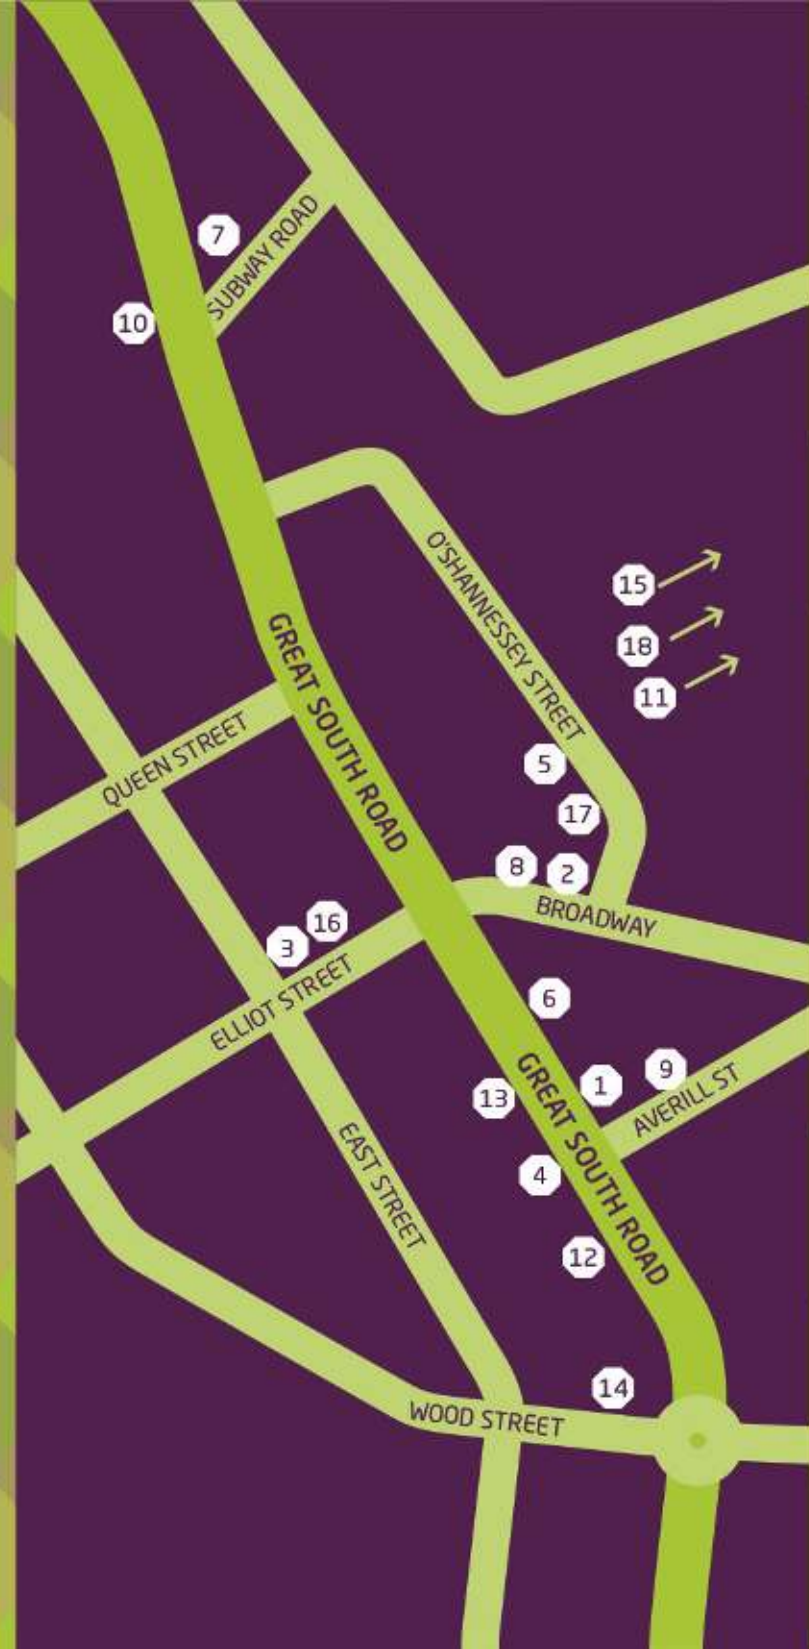 7
SUBWAY ROAD
10
O'SHANNESSEY STREET
15
18
11
GREAT SOUTH ROAD
QUEEN STREET
5
17
8
2
BROADWAY
16
3
ELLIOT STREET
6
GREAT SOUTH ROAD
1
9
AVERILL ST
13
EAST STREET
4
12
14
WOOD STREET